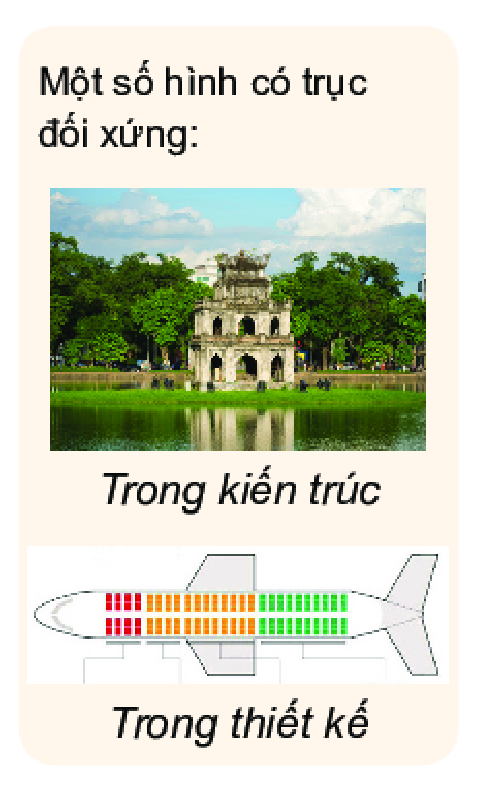 Một số hình có trục
đối xứng:
Trong kiến trúc
Trong thiết kế